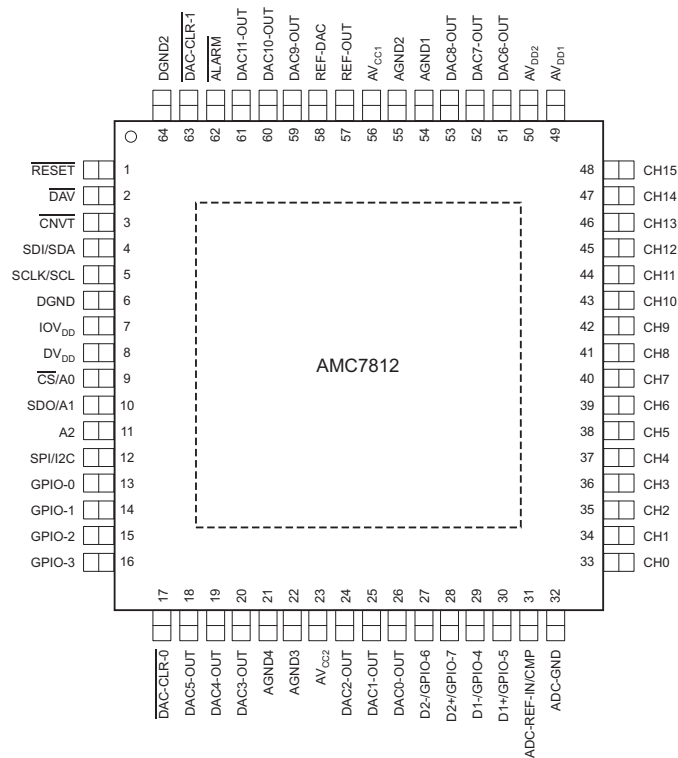 DGND2
DAC-CLR-1
ALARM
DAC11-OUT
DAC10-OUT
DAC9-OUT
REF-DAC
REF-OUT
AVCC1
AGND2
AGND1
DAC8-OUT
DAC7-OUT
DAC6-OUT
AVDD2
AVDD1
64 63 62 61 60 59 58 57 56 55 54 53 52 51 50 49
RESET 1 48 CH15
DAV 2 47 CH14
CNVT 3 46 CH13
SDI/SDA 4 45 CH12
SCLK/SCL 5 44 CH11
DGND 6 43 CH10
IOVDD 7 42 CH9
DVDD 8 41 CH8
AMC7812
CS/A0 9 40 CH7
SDO/A1 10 39 CH6
A2 11 38 CH5
SPI/I2C 12 37 CH4
GPIO-0 13 36 CH3
GPIO-1 14 35 CH2
GPIO-2 15 34 CH1
GPIO-3 16 33 CH0
17 18 19 20 21 22 23 24 25 26 27 28 29 30 31 32
DAC-CLR-0
DAC5-OUT
DAC4-OUT
DAC3-OUT
AGND4
AGND3
AVCC2
DAC2-OUT
DAC1-OUT
DAC0-OUT
D2-/GPIO-6
D2+/GPIO-7
D1-/GPIO-4
D1+/GPIO-5
ADC-REF-IN/CMP
ADC-GND